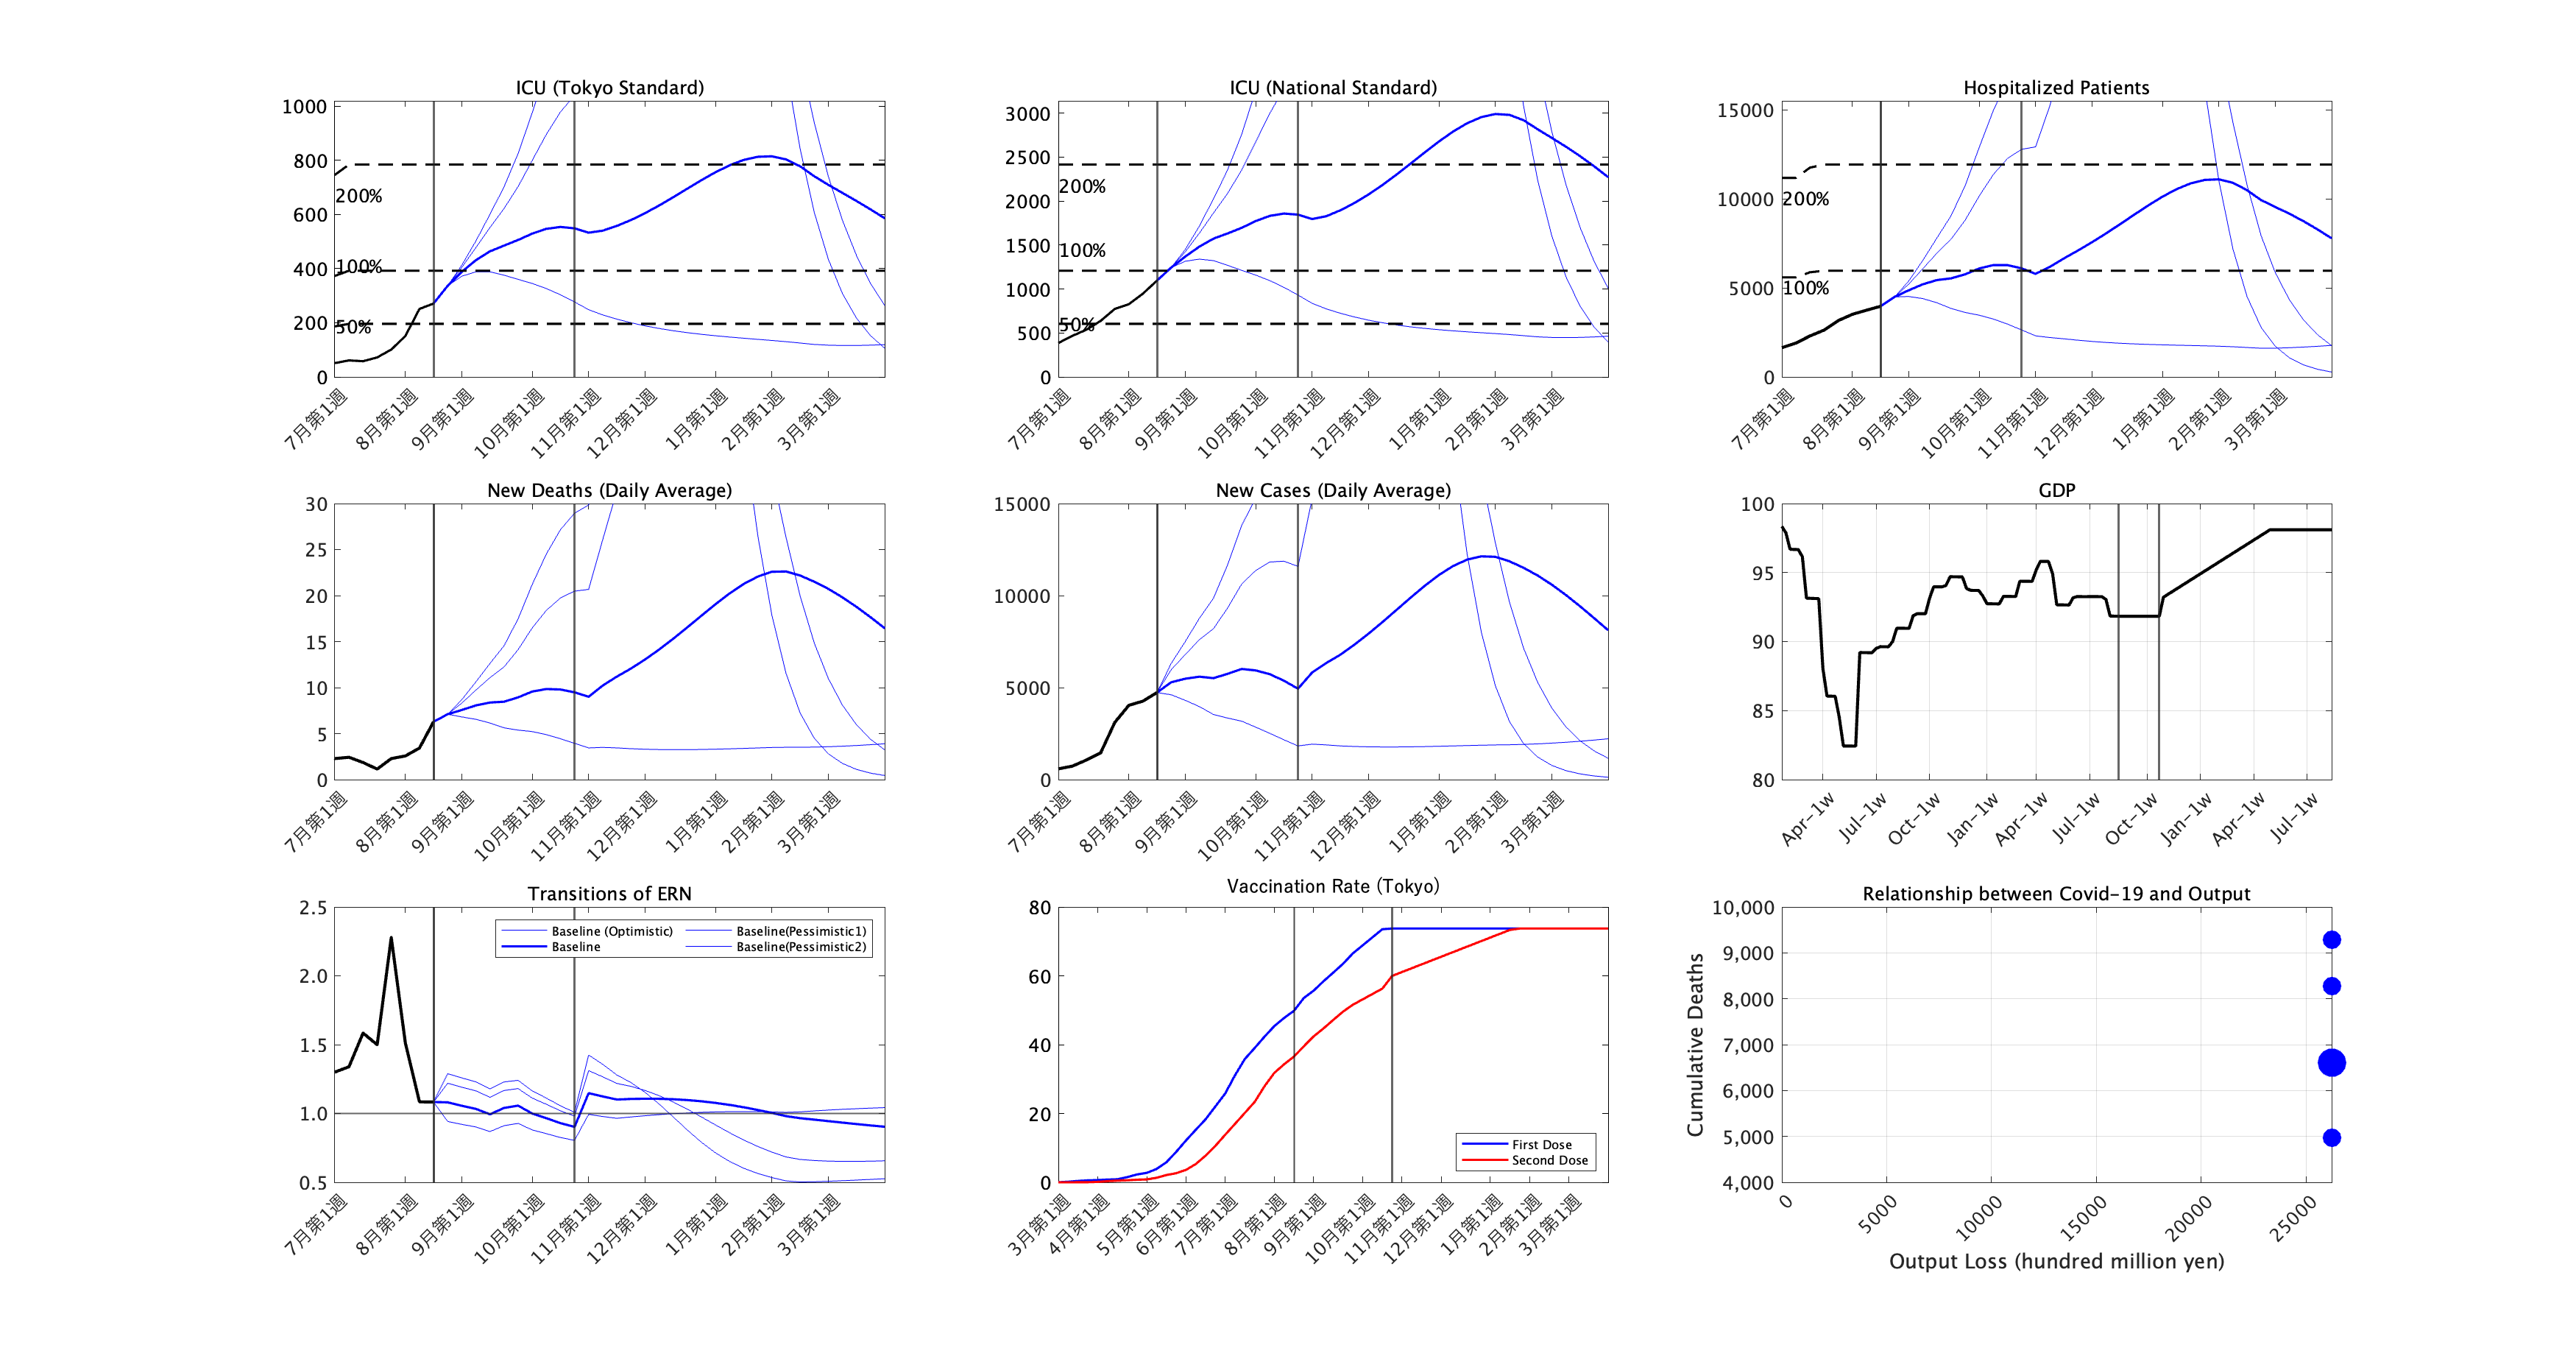 ICU (Tokyo Standard)
1000
800
600
400
200
0
200%
100%
50%
7月第1週
8月第1週
9月第1週
10月第1週
11月第1週
12月第1週
1月第1週
2月第1週
3月第1週
ICU (National Standard)
3000
2500
2000
1500
1000
500
0
200%
100%
50%
7月第1週
8月第1週
9月第1週
10月第1週
11月第1週
12月第1週
1月第1週
2月第1週
3月第1週
Hospitalized Patients
15000
10000
5000
0
200%
100%
7月第1週
8月第1週
9月第1週
10月第1週
11月第1週
12月第1週
1月第1週
2月第1週
3月第1週
New Deaths (Daily Average)
30
25
20
15
10
5
0
7月第1週
8月第1週
9月第1週
10月第1週
11月第1週
12月第1週
1月第1週
2月第1週
3月第1週
New Cases (Daily Average)
15000
10000
5000
0
7月第1週
8月第1週
9月第1週
10月第1週
11月第1週
12月第1週
1月第1週
2月第1週
3月第1週
GDP
100
95
90
85
80
Apr-1w
Jul-1w
Oct-1w
Jan-1w
Apr-1w
Jul-1w
Oct-1w
Jan-1w
Apr-1w
Jul-1w
Transitions of ERN
2.5
2.0
1.5
1.0
0.5
Baseline (Optimistic)
Baseline
Baseline(Pessimistic1)
Baseline(Pessimistic2)
7月第1週
8月第1週
9月第1週
10月第1週
11月第1週
12月第1週
1月第1週
2月第1週
3月第1週
Vaccination Rate (Tokyo)
80
60
40
20
0
First Dose
Second Dose
3月第1週
4月第1週
5月第1週
6月第1週
7月第1週
8月第1週
9月第1週
10月第1週
11月第1週
12月第1週
1月第1週
2月第1週
3月第1週
Relationship between Covid-19 and Output
Cumulative Deaths
10,000
9,000
8,000
7,000
6,000
5,000
4,000
0
5000
10000
15000
20000
25000
Output Loss (hundred million yen)